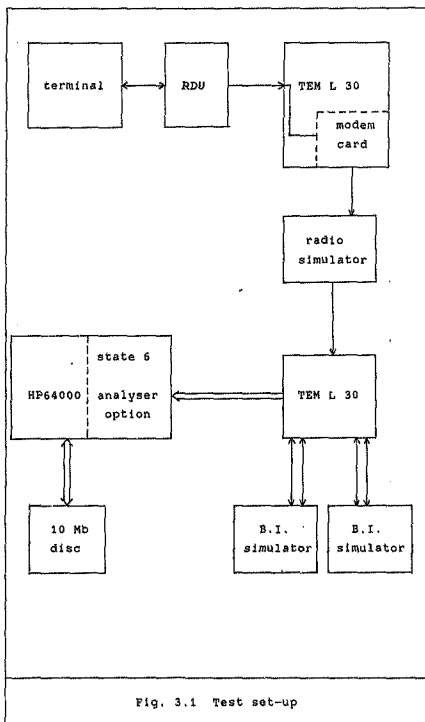 terminal
RDU
TEM L 30
modem
card
radio
simulator
state 6
HP64000
analyser
option
TEM L 30
10 Mb
disc
B.I.
simulator
B.I.
simulator
Fig. 3.1 Test set-up